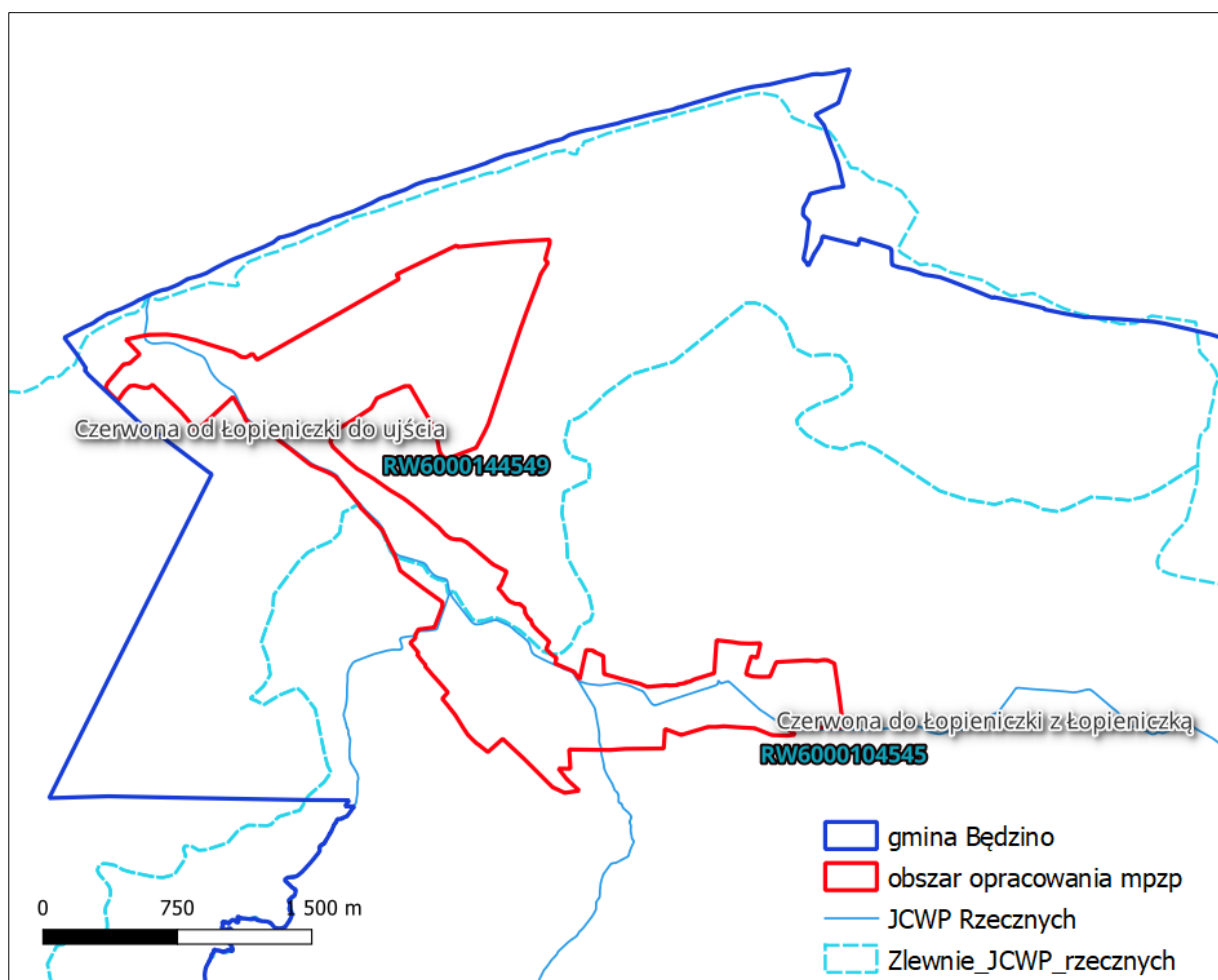 Czerwona od Łopieniczki do ujścia
RW6000144549
Czerwona do Łopieniczki z Łopieniczką
RW6000104545
gmina Będzino
obszar opracowania mpzp
JCWP Rzecznych
Zlewnie_JCWP_rzecznych
0 750 1 500 m